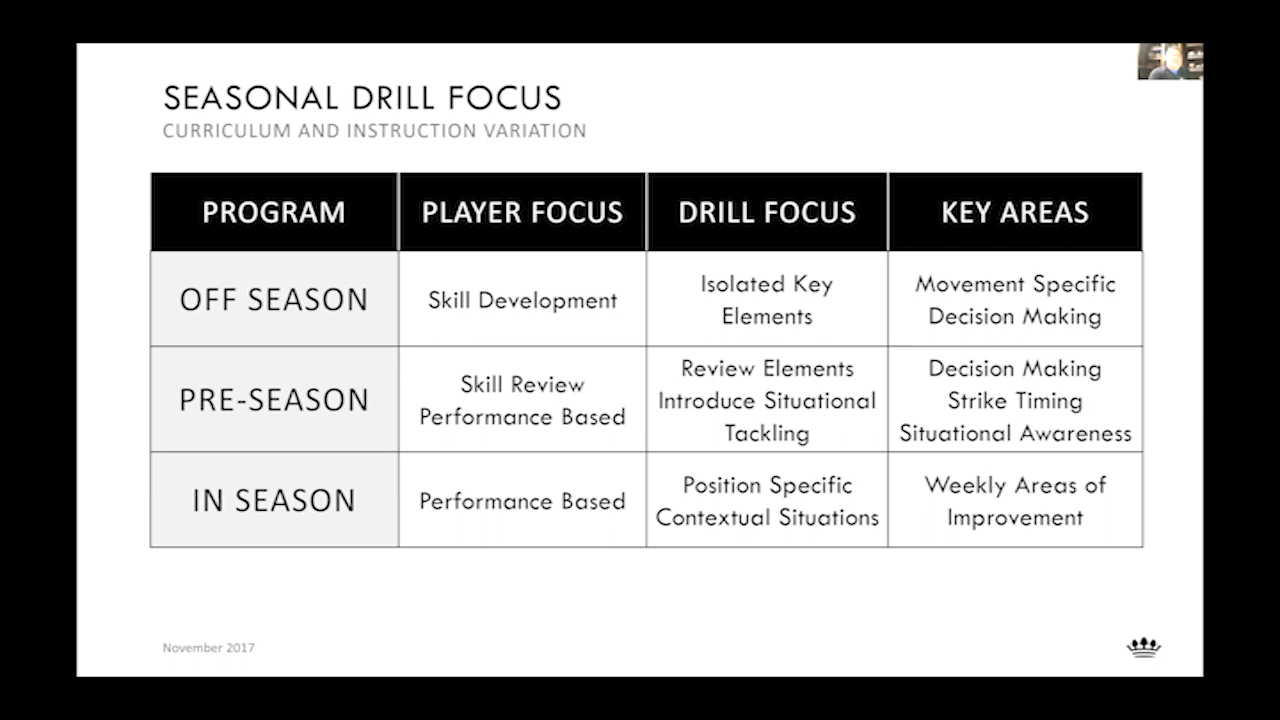 SEASONAL DRILL FOCUS
CURRICULUM AND INSTRUCTION VARIATION
PROGRAM
PLAYER FOCUS
DRILL FOCUS
KEY AREAS
OFF SEASON
Skill Development
Isolated Key
Elements
Movement Specific
Decision Making
PRE-SEASON
Skill Review
Performance Based
Review Elements
Introduce Situational
Tackling
Decision Making
Strike Timing
Situational Awareness
IN SEASON
Performance Based
Position Specific
Contextual Situations
Weekly Areas of
Improvement
November 2017